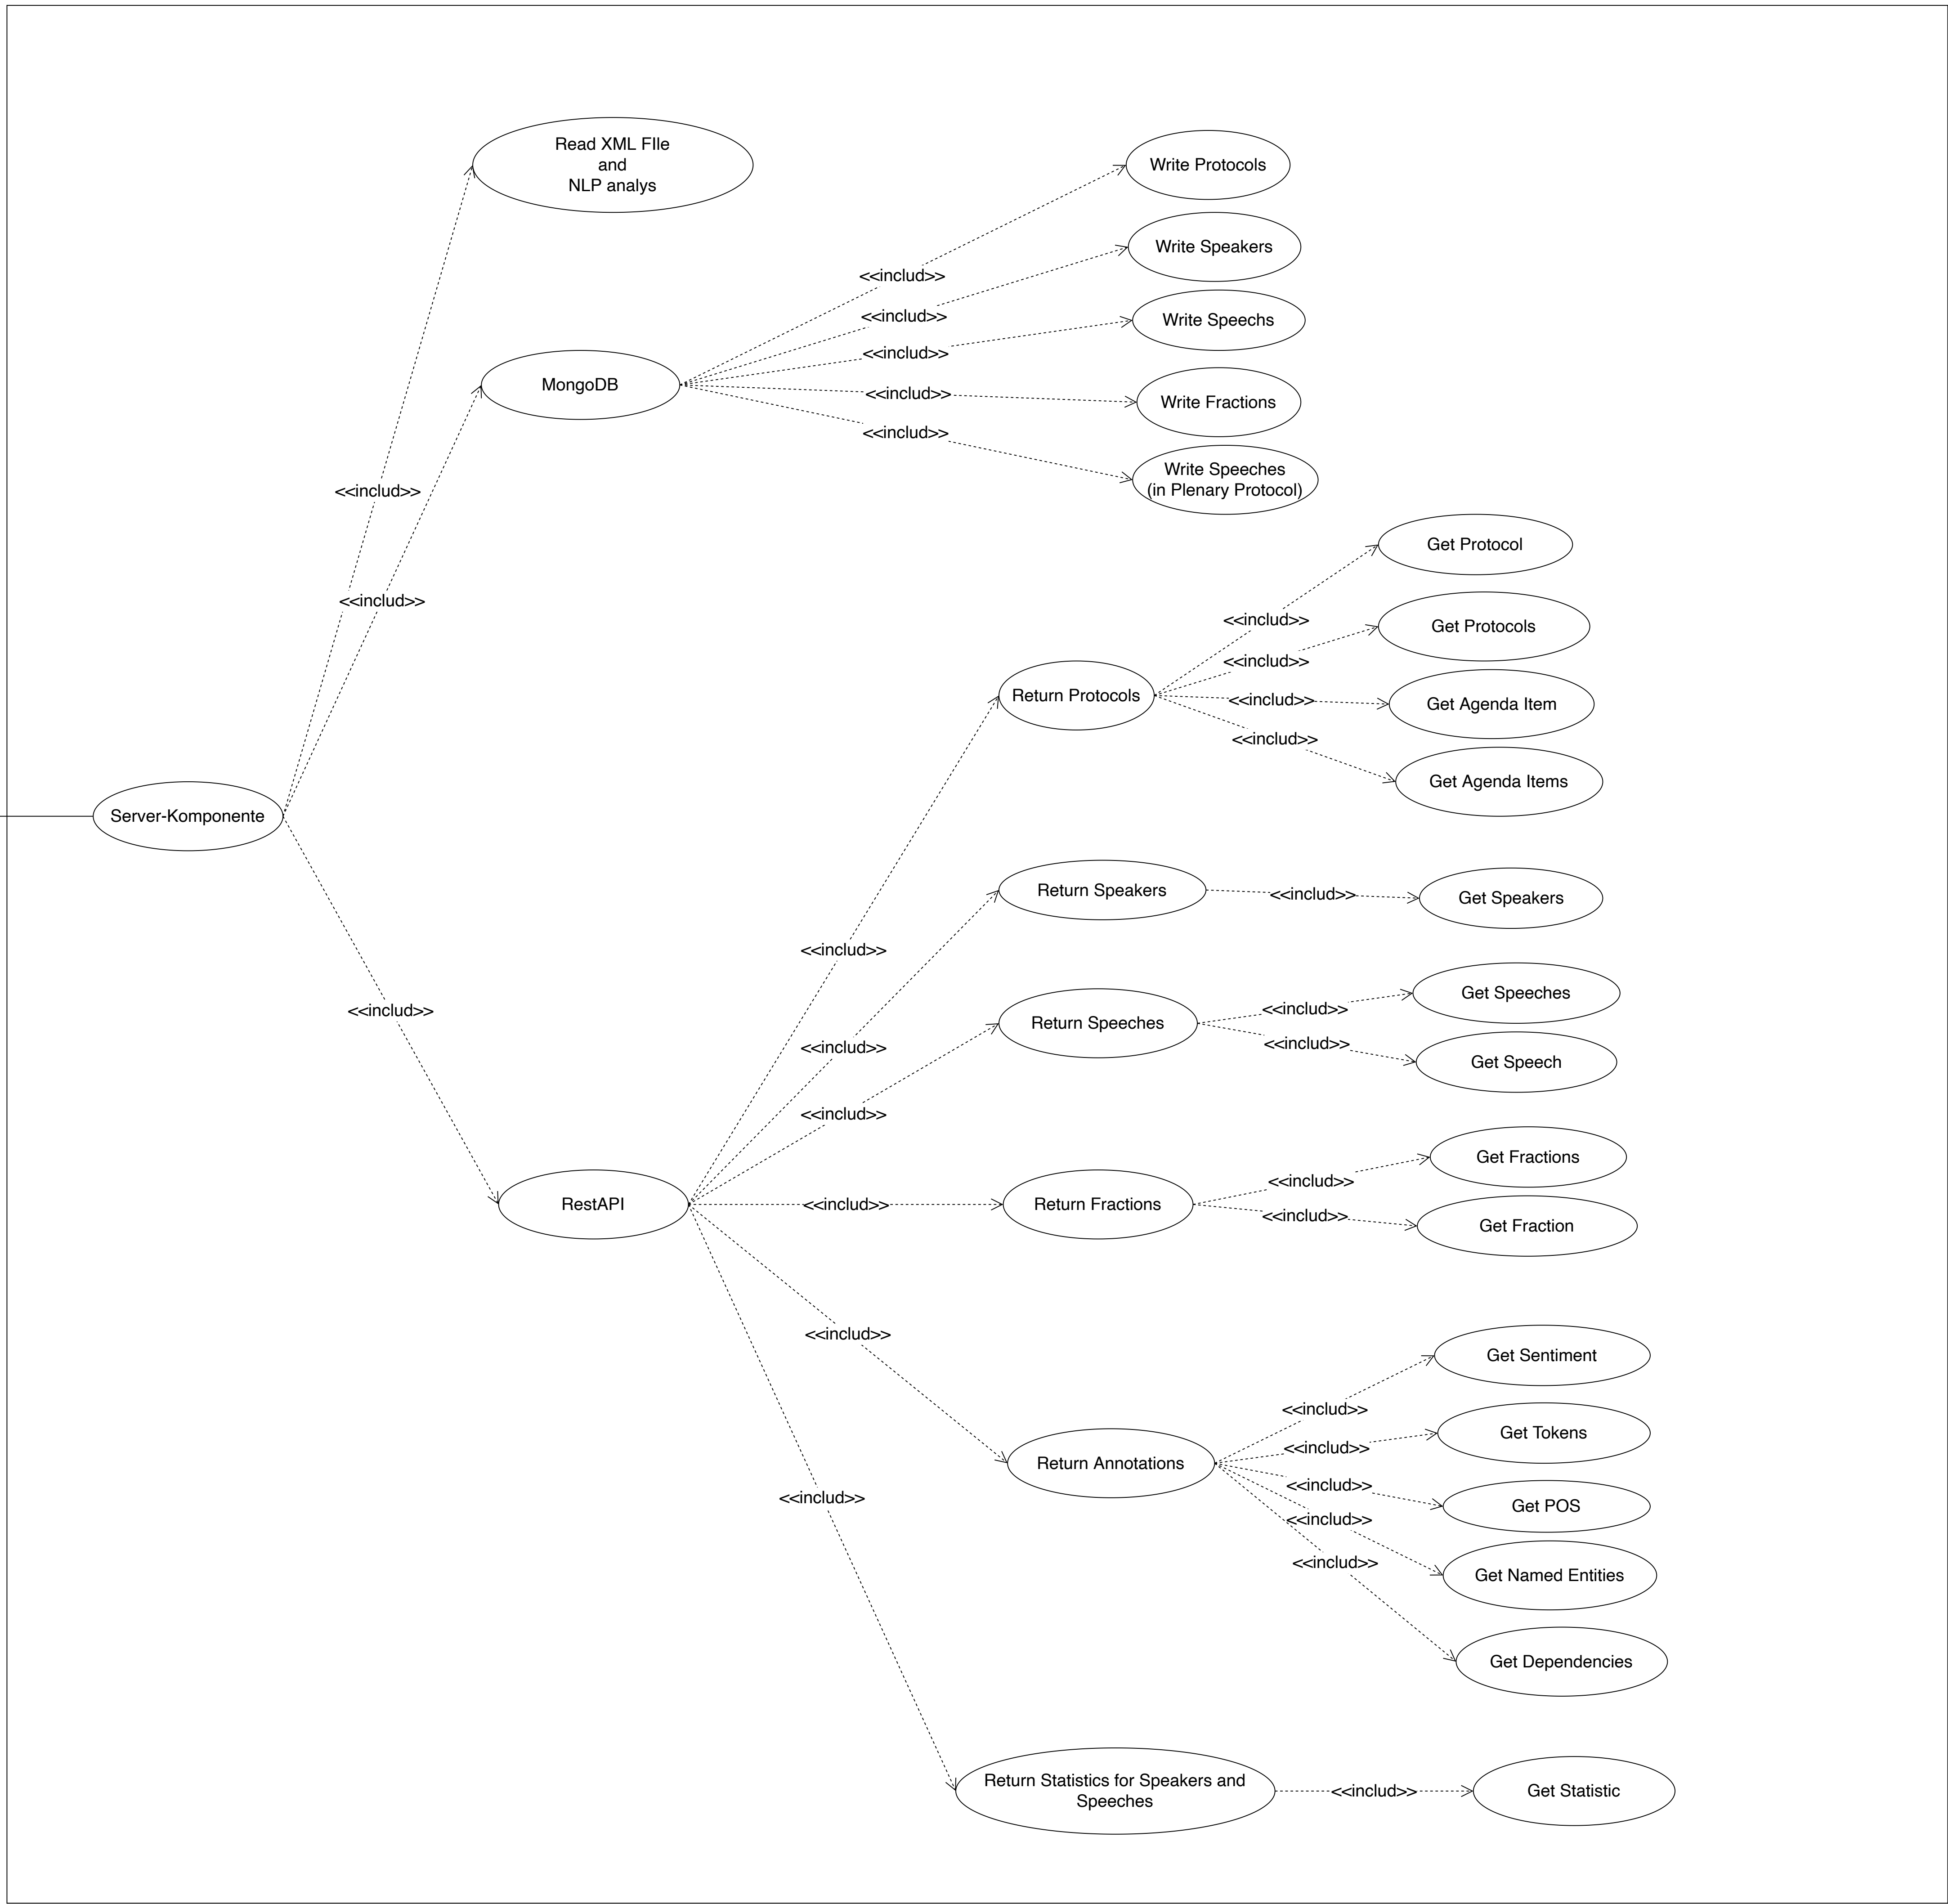 Read XML FIle
and
NLP analys
Write Protocols
Write Speakers
<<includ>>
<<includ>>
Write Speechs
<<includ>>
MongoDB
<<includ>>
Write Fractions
<<includ>>
Write Speeches
(in Plenary Protocol)
<<includ>>
<<includ>>
Get Protocol
<<includ>>
Get Protocols
<<includ>>
Return Protocols
<<includ>>
Get Agenda Item
<<includ>>
Get Agenda Items
Server-Komponente
Return Speakers
<<includ>>
Get Speakers
<<includ>>
Get Speeches
<<includ>>
<<includ>>
Return Speeches
<<includ>>
<<includ>>
Get Speech
<<includ>>
Get Fractions
<<includ>>
RestAPI
<<includ>>
Return Fractions
<<includ>>
Get Fraction
<<includ>>
Get Sentiment
<<includ>>
Get Tokens
<<includ>>
Return Annotations
<<includ>>
<<includ>>
Get POS
<<includ>>
<<includ>>
Get Named Entities
Get Dependencies
Return Statistics for Speakers and
Speeches
<<includ>>
Get Statistic